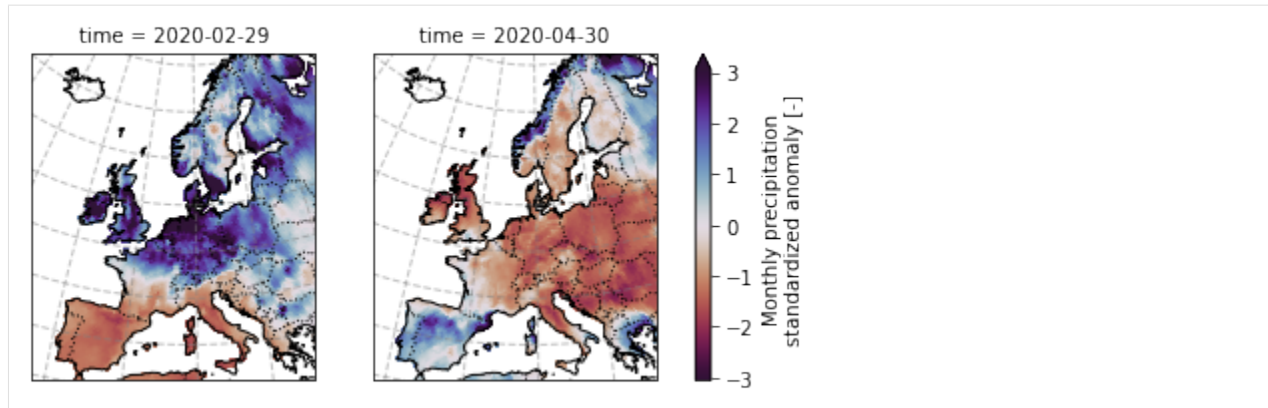 time = 2020-02-29
time = 2020-04-30
3
2
1
0
−1
−2
−3
Monthly precipitation
standardized anomaly [-]